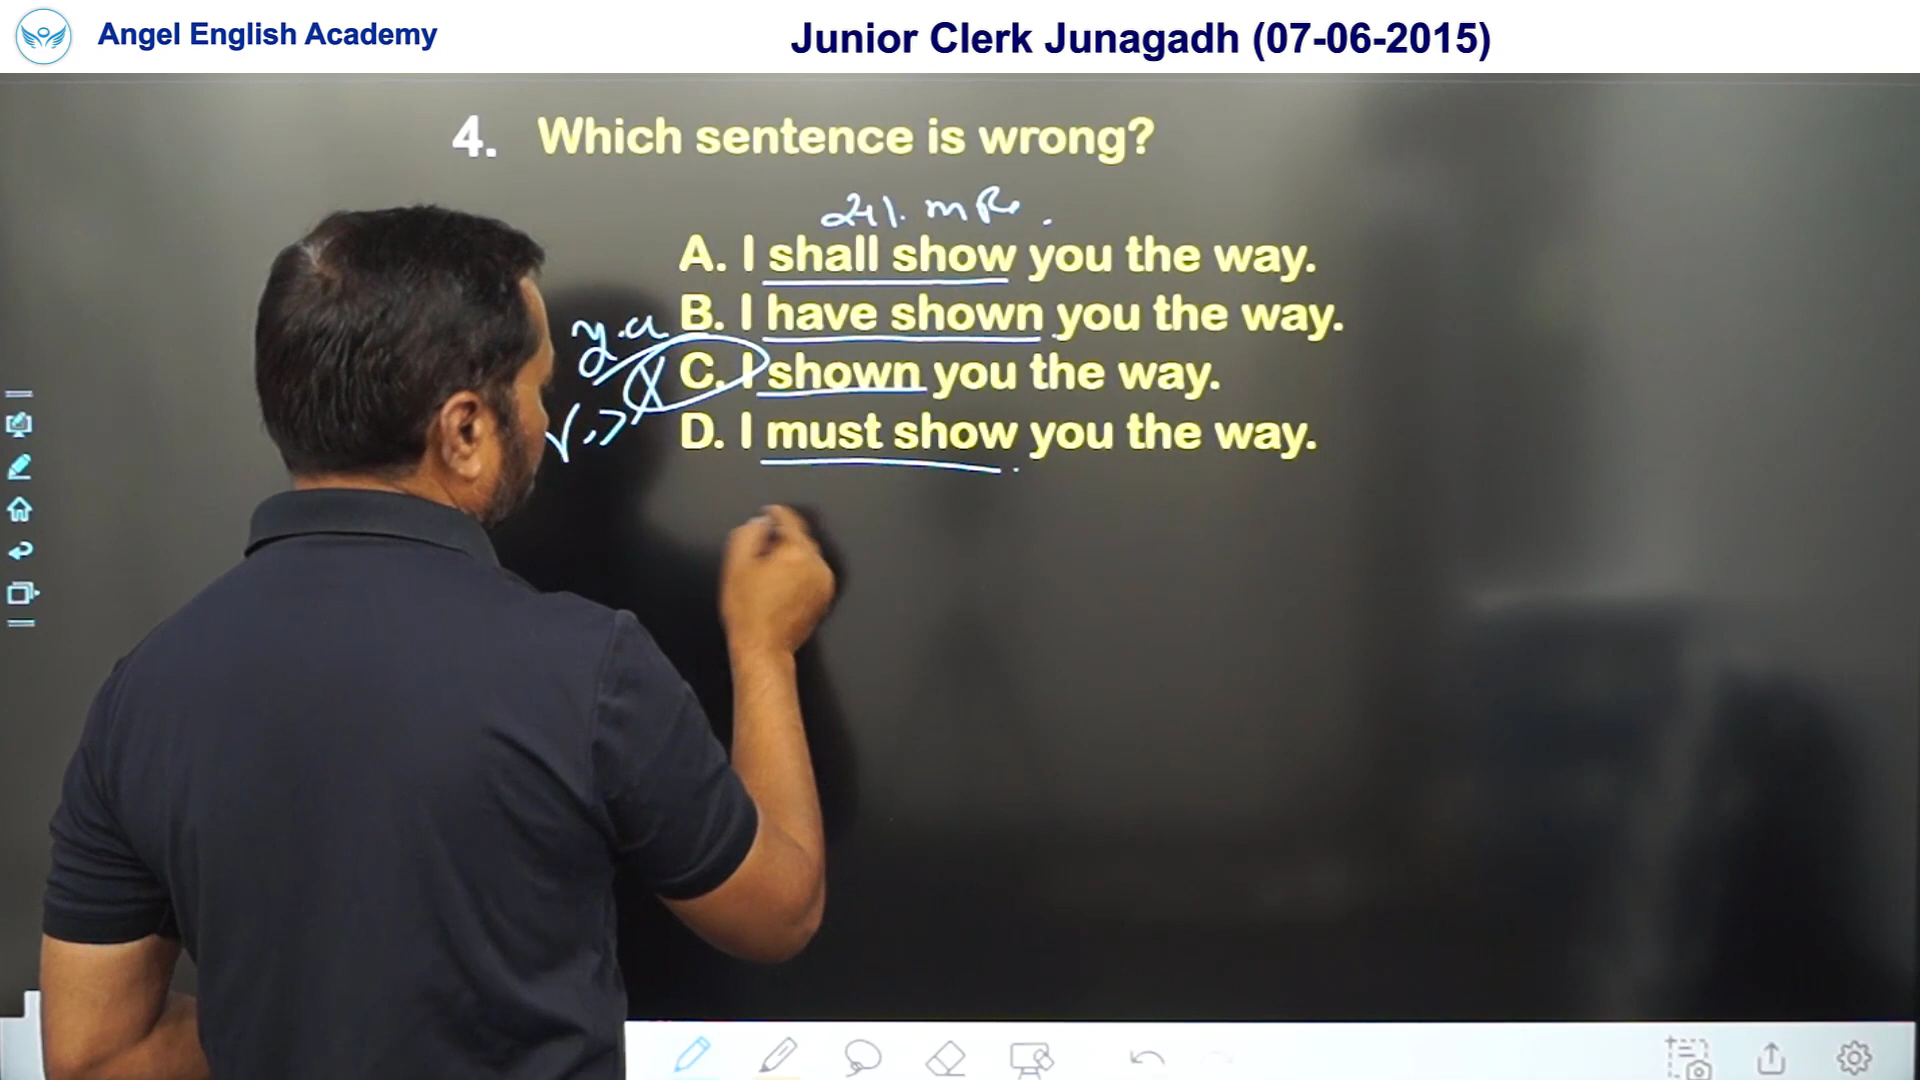 Angel English Academy
Junior Clerk Junagadh (07-06-2015)
4. Which sentence is wrong?
A. I shall show you the way.
B. I have shown you the way.
C. I shown you the way.
D. I must show you the way.